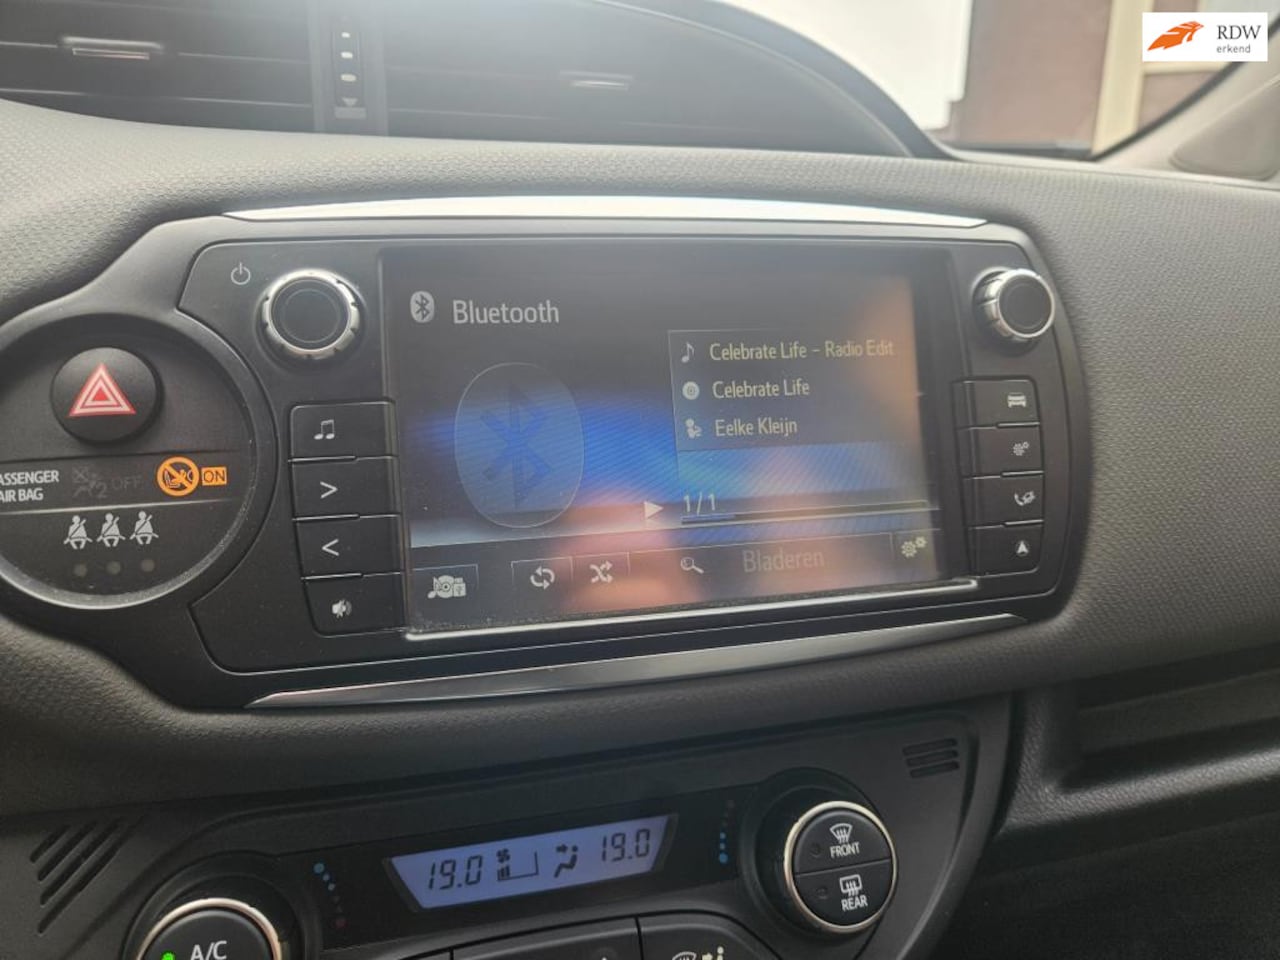 RDW
erkend
Bluetooth
Celebrate Life - Radio Edit
Celebrate Life
Eelke Kleijn
1/1
Bladeren
ASSENGER
AIR BAG
2 OFF
ON
19.0
19.0
FRONT
REAR
A/C